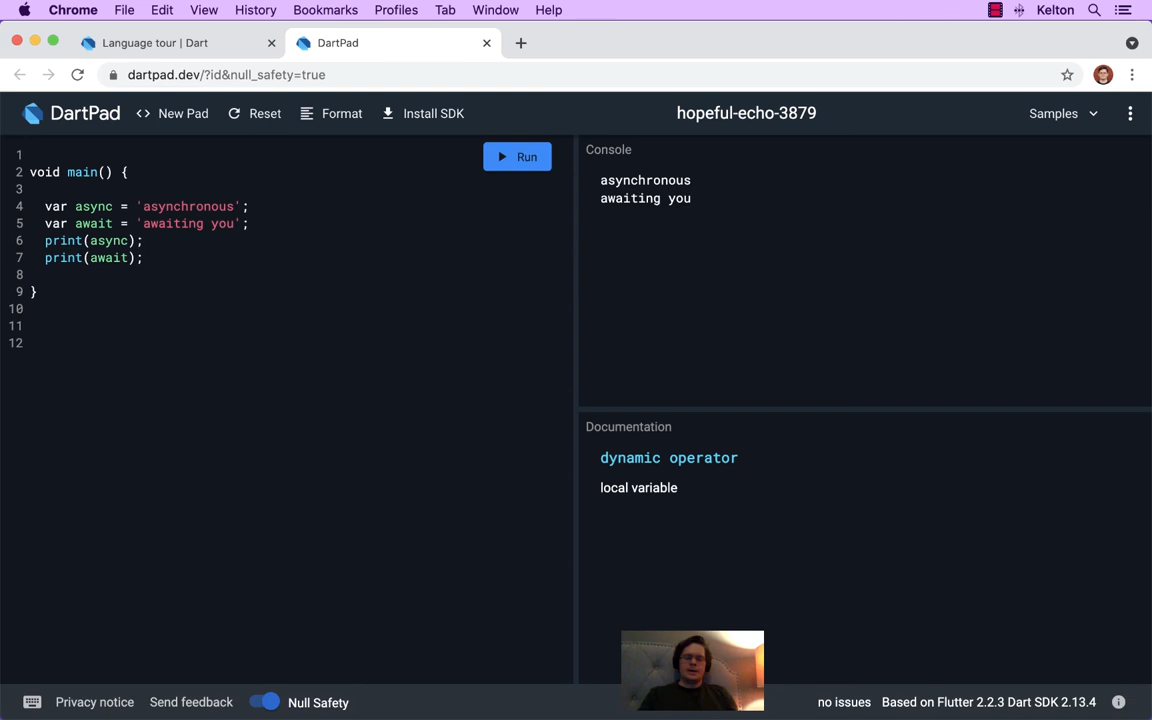 Chrome File Edit View History Bookmarks Profiles Tab Window Help Kelton
Language tour | Dart DartPad
dartpad.dev/?id&null_safety=true
DartPad <> New Pad Reset Format Install SDK hopeful-echo-3879 Samples
Run
1
2 void main() {
3
4 var async = 'asynchronous';
5 var await = 'awaiting you';
6 print(async);
7 print(await);
8
9 }
10
11
12
Console
asynchronous
awaiting you
Documentation
dynamic operator
local variable
Privacy notice Send feedback Null Safety no issues Based on Flutter 2.2.3 Dart SDK 2.13.4